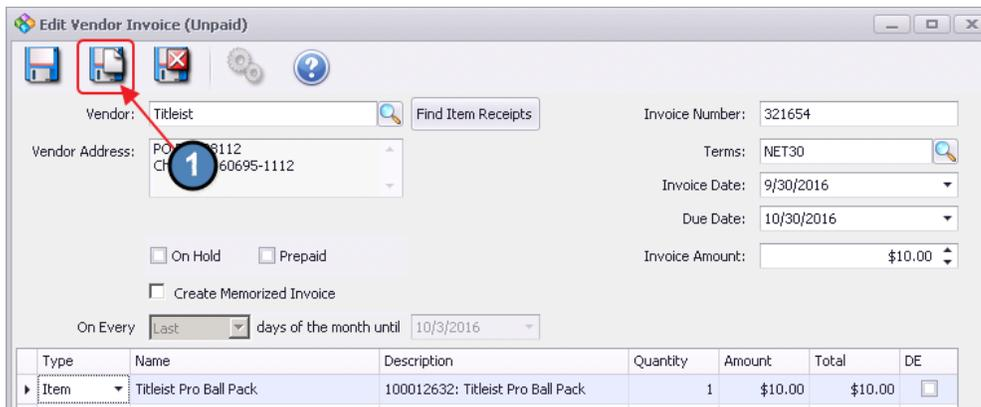 Edit Vendor Invoice (Unpaid)
Vendor: Titleist Find Item Receipts Invoice Number: 321654
Vendor Address: PO 8112 Terms: NET30
60695-1112
1
Invoice Date: 9/30/2016
Due Date: 10/30/2016
On Hold Prepaid Invoice Amount: $10.00
Create Memorized Invoice
On Every Last days of the month until 10/3/2016
Type Name Description Quantity Amount Total DE
Item Titleist Pro Ball Pack 100012632: Titleist Pro Ball Pack 1 $10.00 $10.00